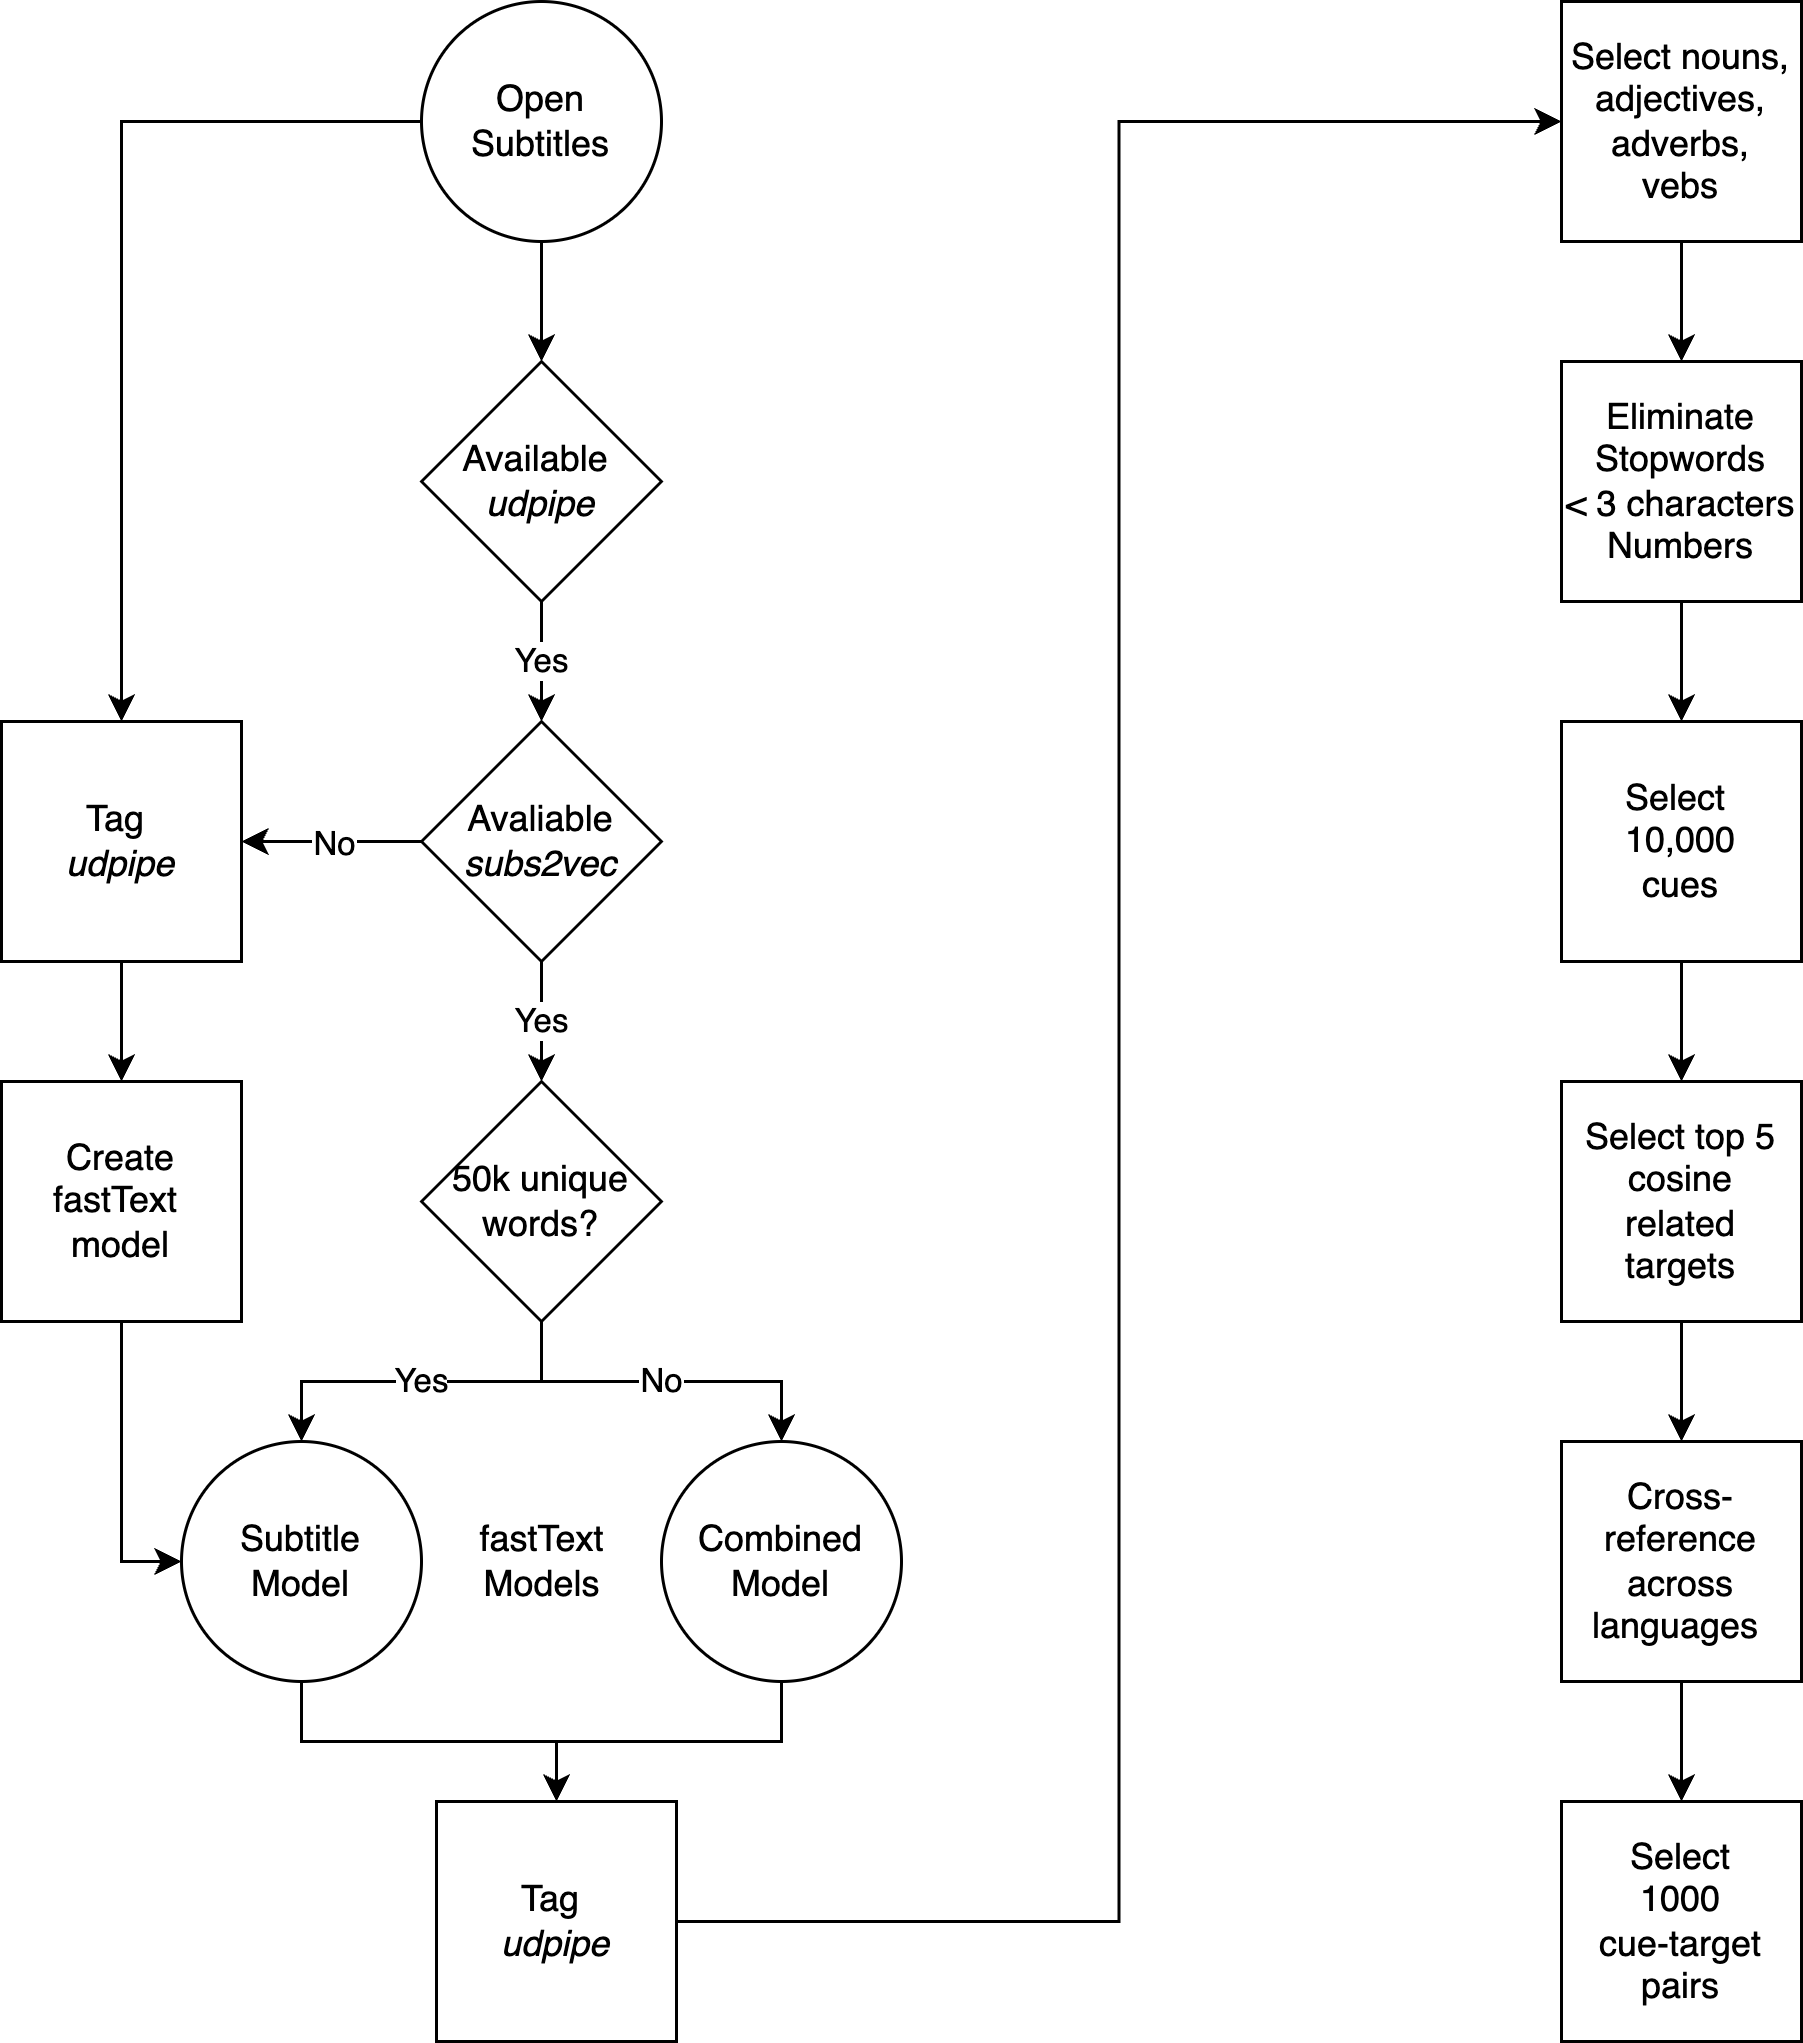 Open
Subtitles
Available
udpipe
Yes
Avaliable
subs2vec
No
Tag
udpipe
Yes
Create
fastText
model
50k unique
words?
Yes
No
Subtitle
Model
fastText
Models
Combined
Model
Tag
udpipe
Select nouns,
adjectives,
adverbs,
vebs
Eliminate
Stopwords
< 3 characters
Numbers
Select
10,000
cues
Select top 5
cosine
related
targets
Cross-
reference
across
languages
Select
1000
cue-target
pairs